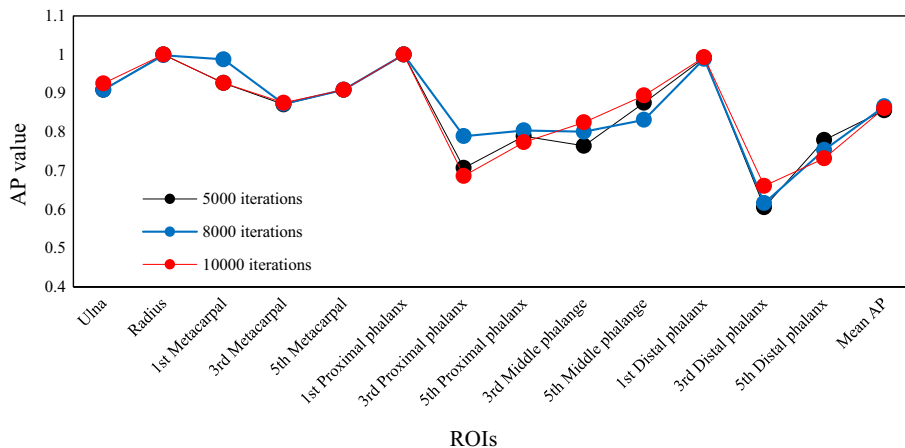 1.1
1
0.9
0.8
0.7
0.6
0.5
0.4
AP value
5000 iterations
8000 iterations
10000 iterations
Ulna
Radius
1st Metacarpal
3rd Metacarpal
5th Metacarpal
1st Proximal phalanx
3rd Proximal phalanx
5th Proximal phalanx
3rd Middle phalange
5th Middle phalange
1st Distal phalanx
3rd Distal phalanx
5th Distal phalanx
Mean AP
ROIs